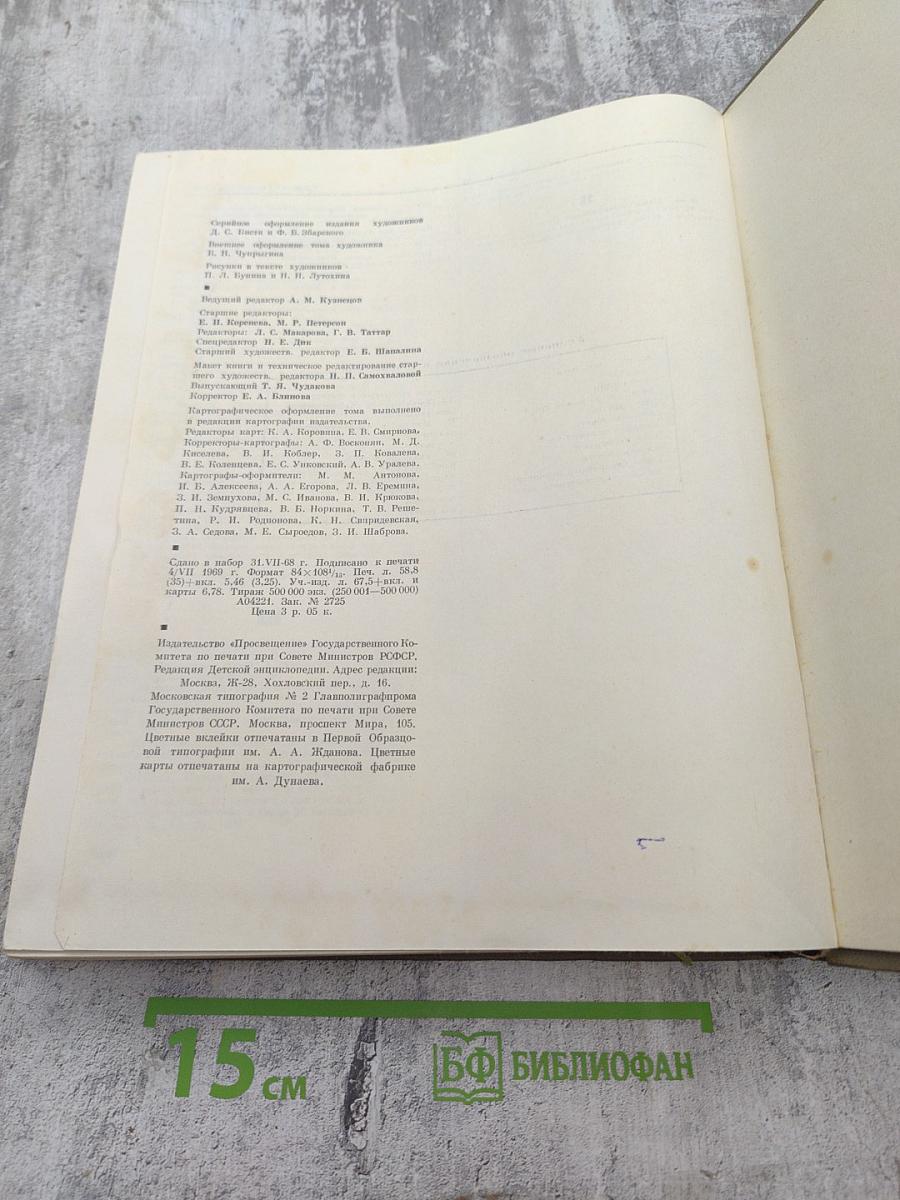 Серийное оформление издания художников
Д. С. Бисти и Ф. Б. Збарского
Внешнее оформление тома художника
Е. Н. Чупрыгина
Рисунки в тексте художников
П. Л. Бунина и Н. И. Лутохина
Ведущий редактор А. М. Кузнецов
Старшие редакторы:
Е. И. Коренева, М. Р. Петерсон
Редакторы: Л. С. Макарова, Г. В. Таттар
Спецредактор Н. Е. Дик
Старший художеств. редактор Е. Б. Шапалина
Макет книги и техническое редактирование стар-
шего художеств. редактора Н. П. Самохваловой
Выпускающий Т. Я. Чудакова
Корректор Е. А. Блинова
Картографическое оформление тома выполнено
в редакции картографии издательства.
Редакторы карт: К. А. Коровина, Е. В. Смирнова,
Корректоры-картографы: А. Ф. Восконян, М. Д.
Киселева, В. И. Коблер, З. П. Ковалева,
В. Е. Коленцева, Е. С. Унковский, А. В. Уралева.
Картографы-оформители: М. М. Антонова,
И. Б. Алексеева, А. А. Егорова, Л. В. Еремина,
З. И. Земнухова, М. С. Иванова, В. И. Крюкова,
П. Н. Кудрявцева, В. Б. Норкина, Т. В. Реше-
тина, Р. И. Родионова, К. Н. Свиридевская,
З. А. Седова, М. Е. Сыроедов, З. И. Шаброва.
Сдано в набор 31.VII-68 г. Подписано к печати
4/VII 1969 г. Формат 84×108¹/₁₆. Печ. л. 58,8
(35)+вкл. 5,46 (3,25). Уч.-изд. л. 67,5+вкл. и
карты 6,78. Тираж 500 000 экз. (250 001—500 000)
А04221. Зак. № 2725
Цена 3 р. 05 к.
Издательство «Просвещение» Государственного Ко-
митета по печати при Совете Министров РСФСР,
Редакция Детской энциклопедии. Адрес редакции:
Москва, Ж-28, Хохловский пер., д. 16.
Московская типография № 2 Главполиграфпрома
Государственного Комитета по печати при Совете
Министров СССР. Москва, проспект Мира, 105.
Цветные вклейки отпечатаны в Первой Образцо-
вой типографии им. А. А. Жданова. Цветные
карты отпечатаны на картографической фабрике
им. А. Дунаева.
15 см
БФ БИБЛИОФАН